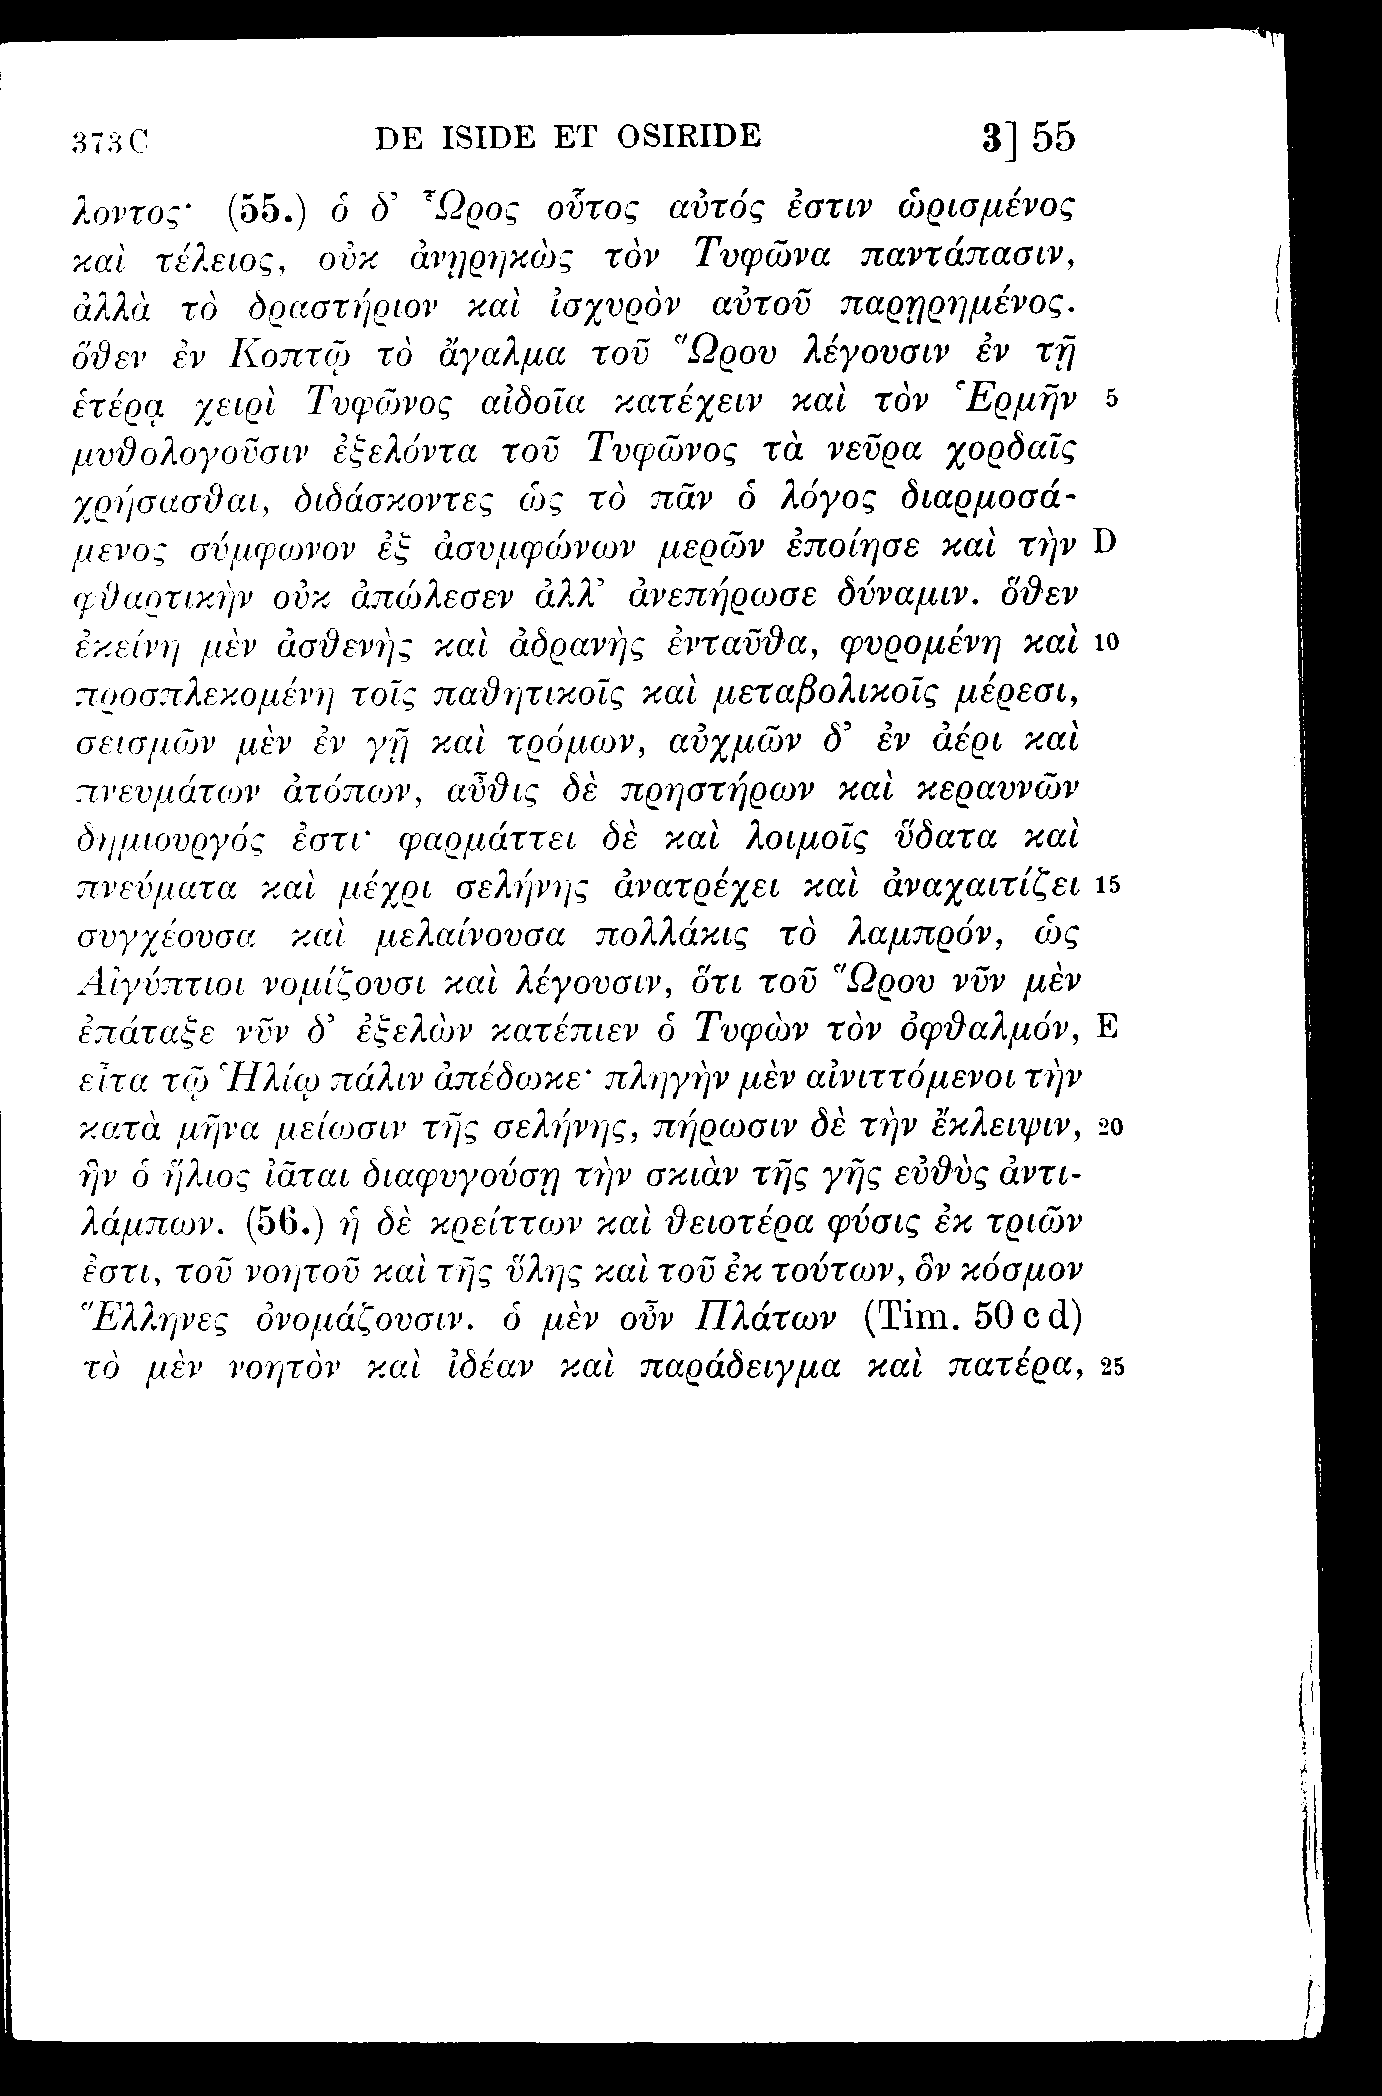 373C DE ISIDE ET OSIRIDE 3] 55
λοντος· (55.) ὁ δ’ Ὧρος οὗτος αὐτός ἐστιν ὡρισμένος
καὶ τέλειος, οὐκ ἀνῃρηκὼς τὸν Τυφῶνα παντάπασιν,
ἀλλὰ τὸ δραστήριον καὶ ἰσχυρὸν αὐτοῦ παρῃρημένος.
ὅθεν ἐν Κοπτῷ τὸ ἄγαλμα τοῦ Ὥρου λέγουσιν ἐν τῇ
ἑτέρᾳ χειρὶ Τυφῶνος αἰδοῖα κατέχειν καὶ τὸν Ἑρμῆν 5
μυθολογοῦσιν ἐξελόντα τοῦ Τυφῶνος τὰ νεῦρα χορδαῖς
χρήσασθαι, διδάσκοντες ὡς τὸ πᾶν ὁ λόγος διαρμοσά-
μενος σύμφωνον ἐξ ἀσυμφώνων μερῶν ἐποίησε καὶ τὴν D
φθαρτικὴν οὐκ ἀπώλεσεν ἀλλ’ ἀνεπήρωσε δύναμιν. ὅθεν
ἐκείνη μὲν ἀσθενὴς καὶ ἀδρανὴς ἐνταῦθα, φυρομένη καὶ 10
προσπλεκομένη τοῖς παθητικοῖς καὶ μεταβολικοῖς μέρεσι,
σεισμῶν μὲν ἐν γῇ καὶ τρόμων, αὐχμῶν δ’ ἐν ἀέρι καὶ
πνευμάτων ἀτόπων, αὖθις δὲ πρηστήρων καὶ κεραυνῶν
δημιουργός ἐστι· φαρμάττει δὲ καὶ λοιμοῖς ὕδατα καὶ
πνεύματα καὶ μέχρι σελήνης ἀνατρέχει καὶ ἀναχαιτίζει 15
συγχέουσα καὶ μελαίνουσα πολλάκις τὸ λαμπρόν, ὡς
Αἰγύπτιοι νομίζουσι καὶ λέγουσιν, ὅτι τοῦ Ὥρου νῦν μὲν
ἐπάταξε νῦν δ’ ἐξελὼν κατέπιεν ὁ Τυφὼν τὸν ὀφθαλμόν, E
εἶτα τῷ Ἡλίῳ πάλιν ἀπέδωκε· πληγὴν μὲν αἰνιττόμενοι τὴν
κατὰ μῆνα μείωσιν τῆς σελήνης, πήρωσιν δὲ τὴν ἔκλειψιν, 20
ἣν ὁ ἥλιος ἰᾶται διαφυγούσῃ τὴν σκιὰν τῆς γῆς εὐθὺς ἀντι-
λάμπων. (56.) ἡ δὲ κρείττων καὶ θειοτέρα φύσις ἐκ τριῶν
ἐστι, τοῦ νοητοῦ καὶ τῆς ὕλης καὶ τοῦ ἐκ τούτων, ὃν κόσμον
Ἕλληνες ὀνομάζουσιν. ὁ μὲν οὖν Πλάτων (Tim. 50 c d)
τὸ μὲν νοητὸν καὶ ἰδέαν καὶ παράδειγμα καὶ πατέρα, 25